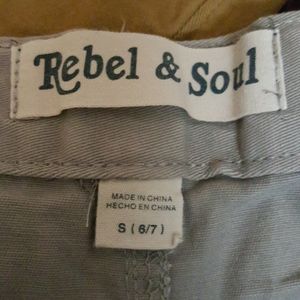 Rebel & Soul
MADE IN CHINA
HECHO EN CHINA
S ( 6/7 )